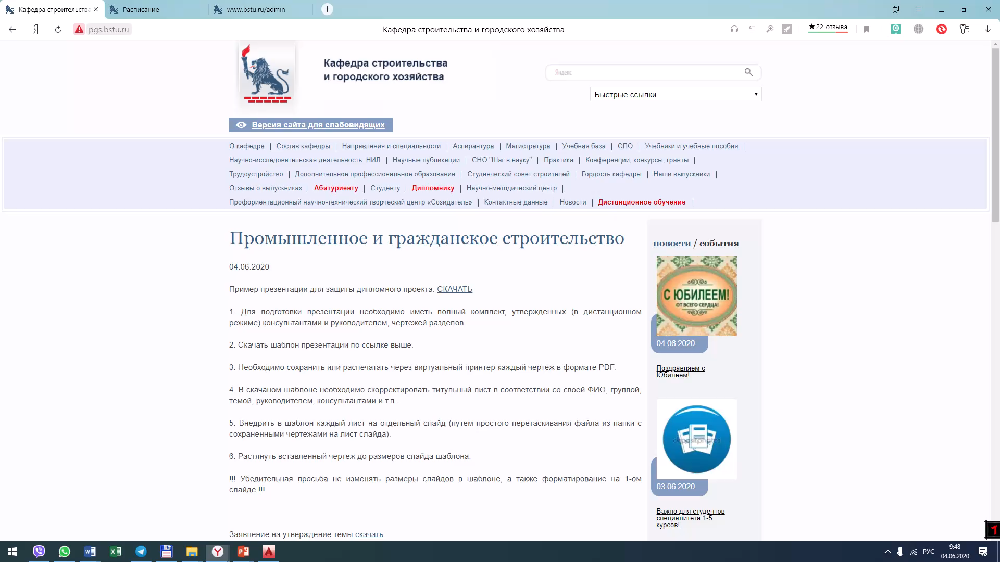 Кафедра строительства
Расписание
www.bstu.ru/admin
pgs.bstu.ru
Кафедра строительства и городского хозяйства
★22 отзыва
Кафедра строительства
и городского хозяйства
Яндекс
Быстрые ссылки
Версия сайта для слабовидящих
О кафедре | Состав кафедры | Направления и специальности | Аспирантура | Магистратура | Учебная база | СПО | Учебники и учебные пособия |
Научно-исследовательская деятельность. НИЛ | Научные публикации | СНО "Шаг в науку" | Практика | Конференции, конкурсы, гранты |
Трудоустройство | Дополнительное профессиональное образование | Студенческий совет строителей | Гордость кафедры | Наши выпускники |
Отзывы о выпускниках | Абитуриенту | Студенту | Дипломнику | Научно-методический центр |
Профориентационный научно-технический творческий центр «Созидатель» | Контактные данные | Новости | Дистанционное обучение |
Промышленное и гражданское строительство
04.06.2020
Пример презентации для защиты дипломного проекта. СКАЧАТЬ
1. Для подготовки презентации необходимо иметь полный комплект, утвержденных (в дистанционном
режиме) консультантами и руководителем, чертежей разделов.
2. Скачать шаблон презентации по ссылке выше.
3. Необходимо сохранить или распечатать через виртуальный принтер каждый чертеж в формате PDF.
4. В скачаном шаблоне необходимо скорректировать титульный лист в соответствии со своей ФИО, группой,
темой, руководителем, консультантами и т.п..
5. Внедрить в шаблон каждый лист на отдельный слайд (путем простого перетаскивания файла из папки с
сохраненными чертежами на лист слайда).
6. Растянуть вставленный чертеж до размеров слайда шаблона.
!!! Убедительная просьба не изменять размеры слайдов в шаблоне, а также форматирование на 1-ом
слайде.!!!
Заявление на утверждение темы скачать.
новости / события
С ЮБИЛЕЕМ!
ОТ ВСЕГО СЕРДЦА!
04.06.2020
Поздравляем с
Юбилеем!
depositphotos
03.06.2020
Важно для студентов
специалитета 1-5
курсов!
РУС
9:48
04.06.2020